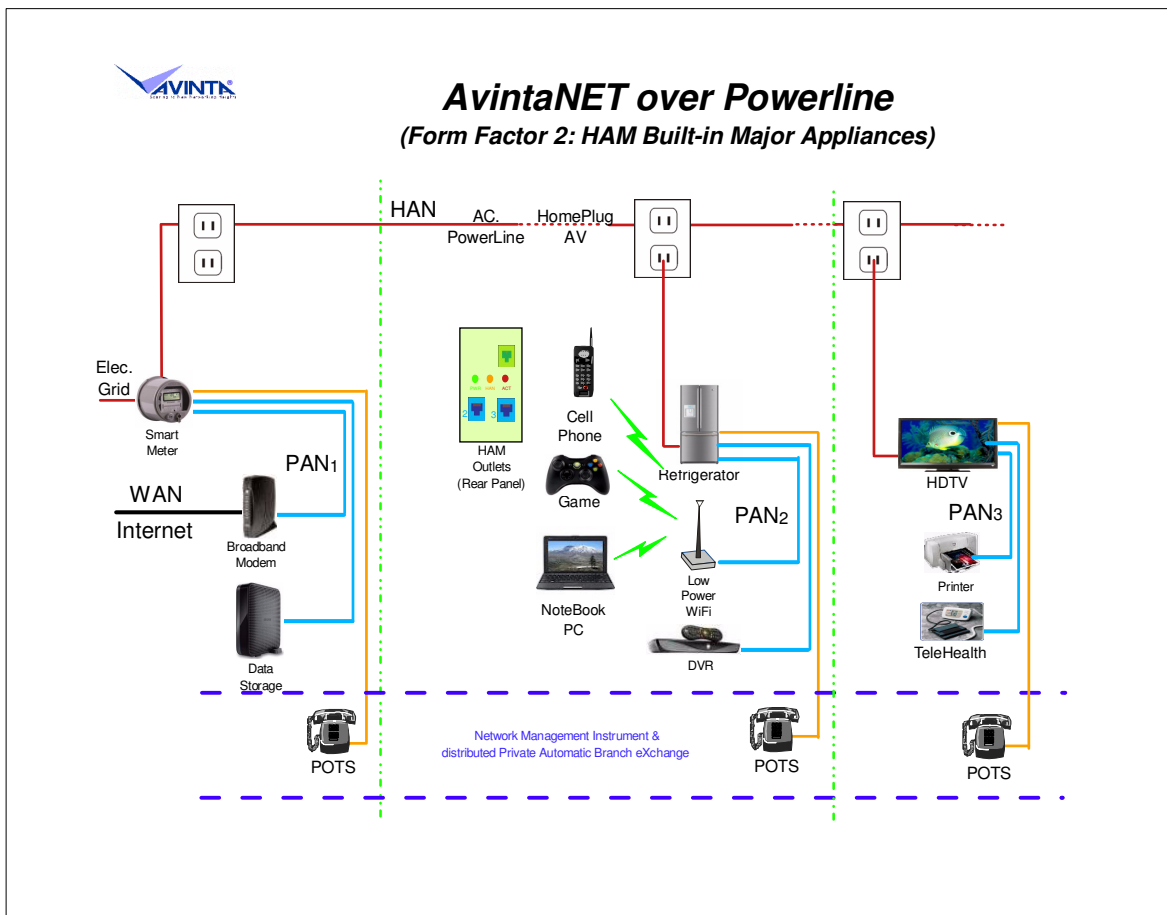 AVINTA®
AvintaNET over Powerline
(Form Factor 2: HAM Built-in Major Appliances)
HAN
AC.
PowerLine
HomePlug
AV
Elec.
Grid
Smart
Meter
PAN1
WAN
Internet
Broadband
Modem
Data
Storage
POTS
PWR
HAN
ACT
2
3
HAM
Outlets
(Rear Panel)
Cell
Phone
Game
NoteBook
PC
Refrigerator
PAN2
Low
Power
WiFi
DVR
POTS
HDTV
PAN3
Printer
TeleHealth
POTS
Network Management Instrument &
distributed Private Automatic Branch eXchange